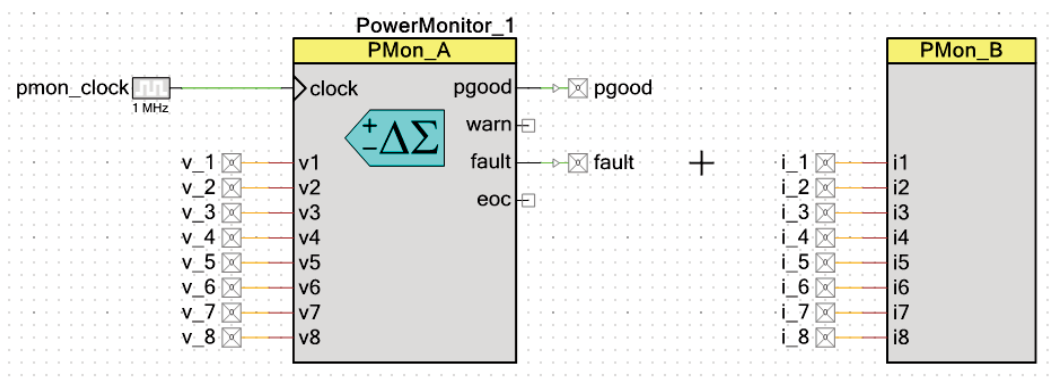 PowerMonitor_1
PMon_A
PMon_B
pmon_clock
1 MHz
clock
pgood
pgood
warn
+
−ΔΣ
fault
fault
eoc
v_1 v1
v_2 v2
v_3 v3
v_4 v4
v_5 v5
v_6 v6
v_7 v7
v_8 v8
i_1 i1
i_2 i2
i_3 i3
i_4 i4
i_5 i5
i_6 i6
i_7 i7
i_8 i8